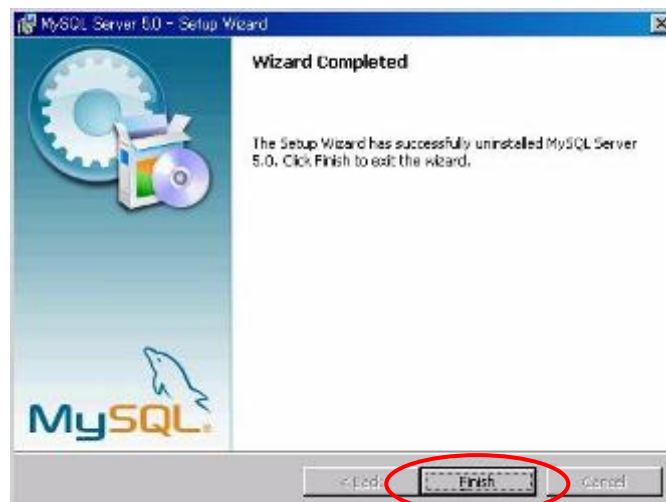 MySQL Server 5.0 - Setup Wizard
Wizard Completed
The Setup Wizard has successfully uninstalled MySQL Server
5.0. Click Finish to exit the wizard.
MySQL.
< Back
Finish
Cancel